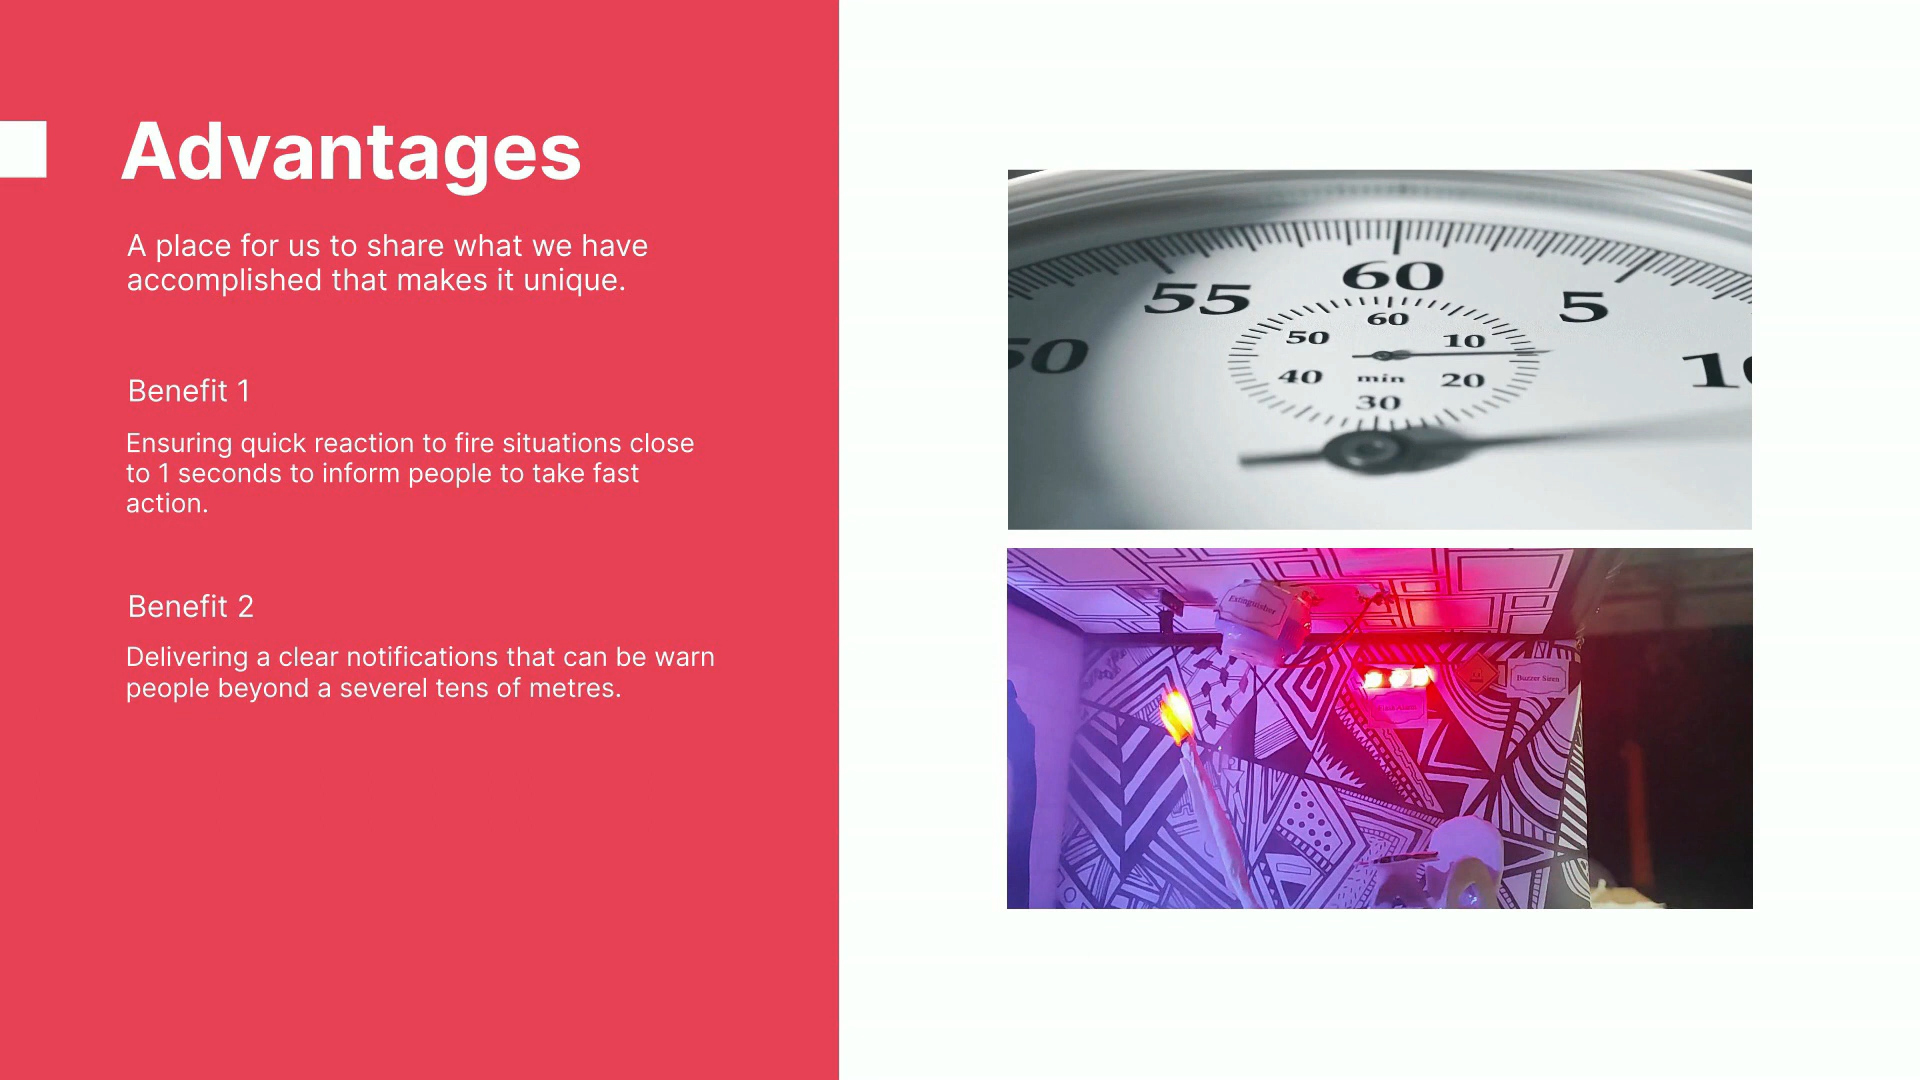 Advantages
A place for us to share what we have
accomplished that makes it unique.
Benefit 1
Ensuring quick reaction to fire situations close
to 1 seconds to inform people to take fast
action.
Benefit 2
Delivering a clear notifications that can be warn
people beyond a severel tens of metres.
60
55
5
60
50
10
50
40
min
20
30
Extinguisher
Buzzer Siren